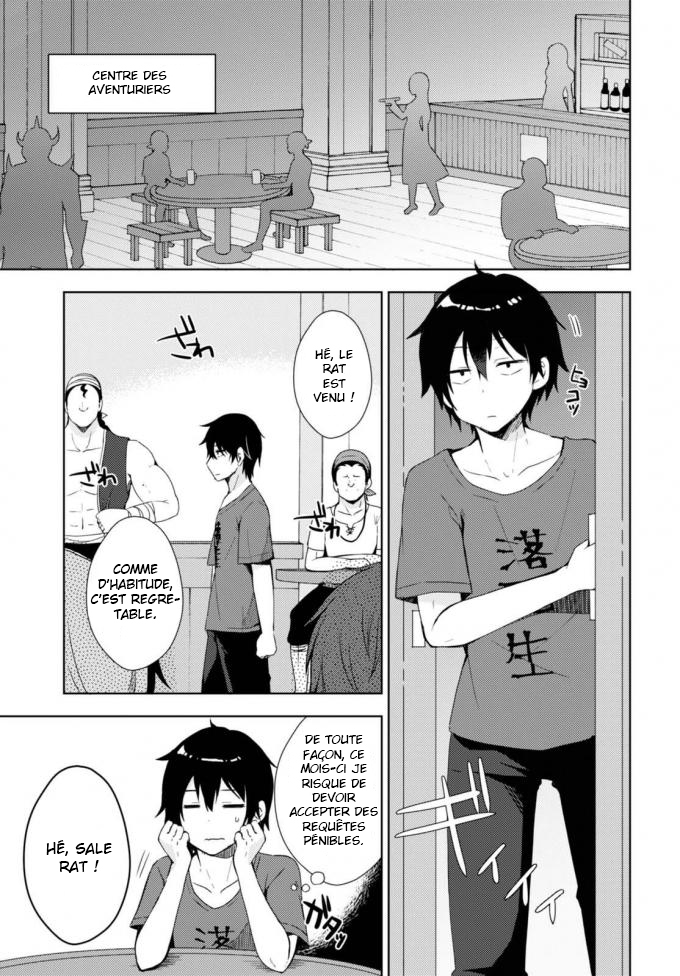 CENTRE DES
AVENTURIERS
ヒョコッ
落
生
ギイイ
HÉ, LE
RAT
EST
VENU !
ざわ
ざわ
ざわ
COMME
D'HABITUDE,
C'EST REGRE-
TABLE.
DE TOUTE
FAÇON, CE
MOIS-CI JE
RISQUE DE
DEVOIR
ACCEPTER DES
REQUÊTES
PÉNIBLES.
ガタッ
落
HÉ, SALE
RAT !